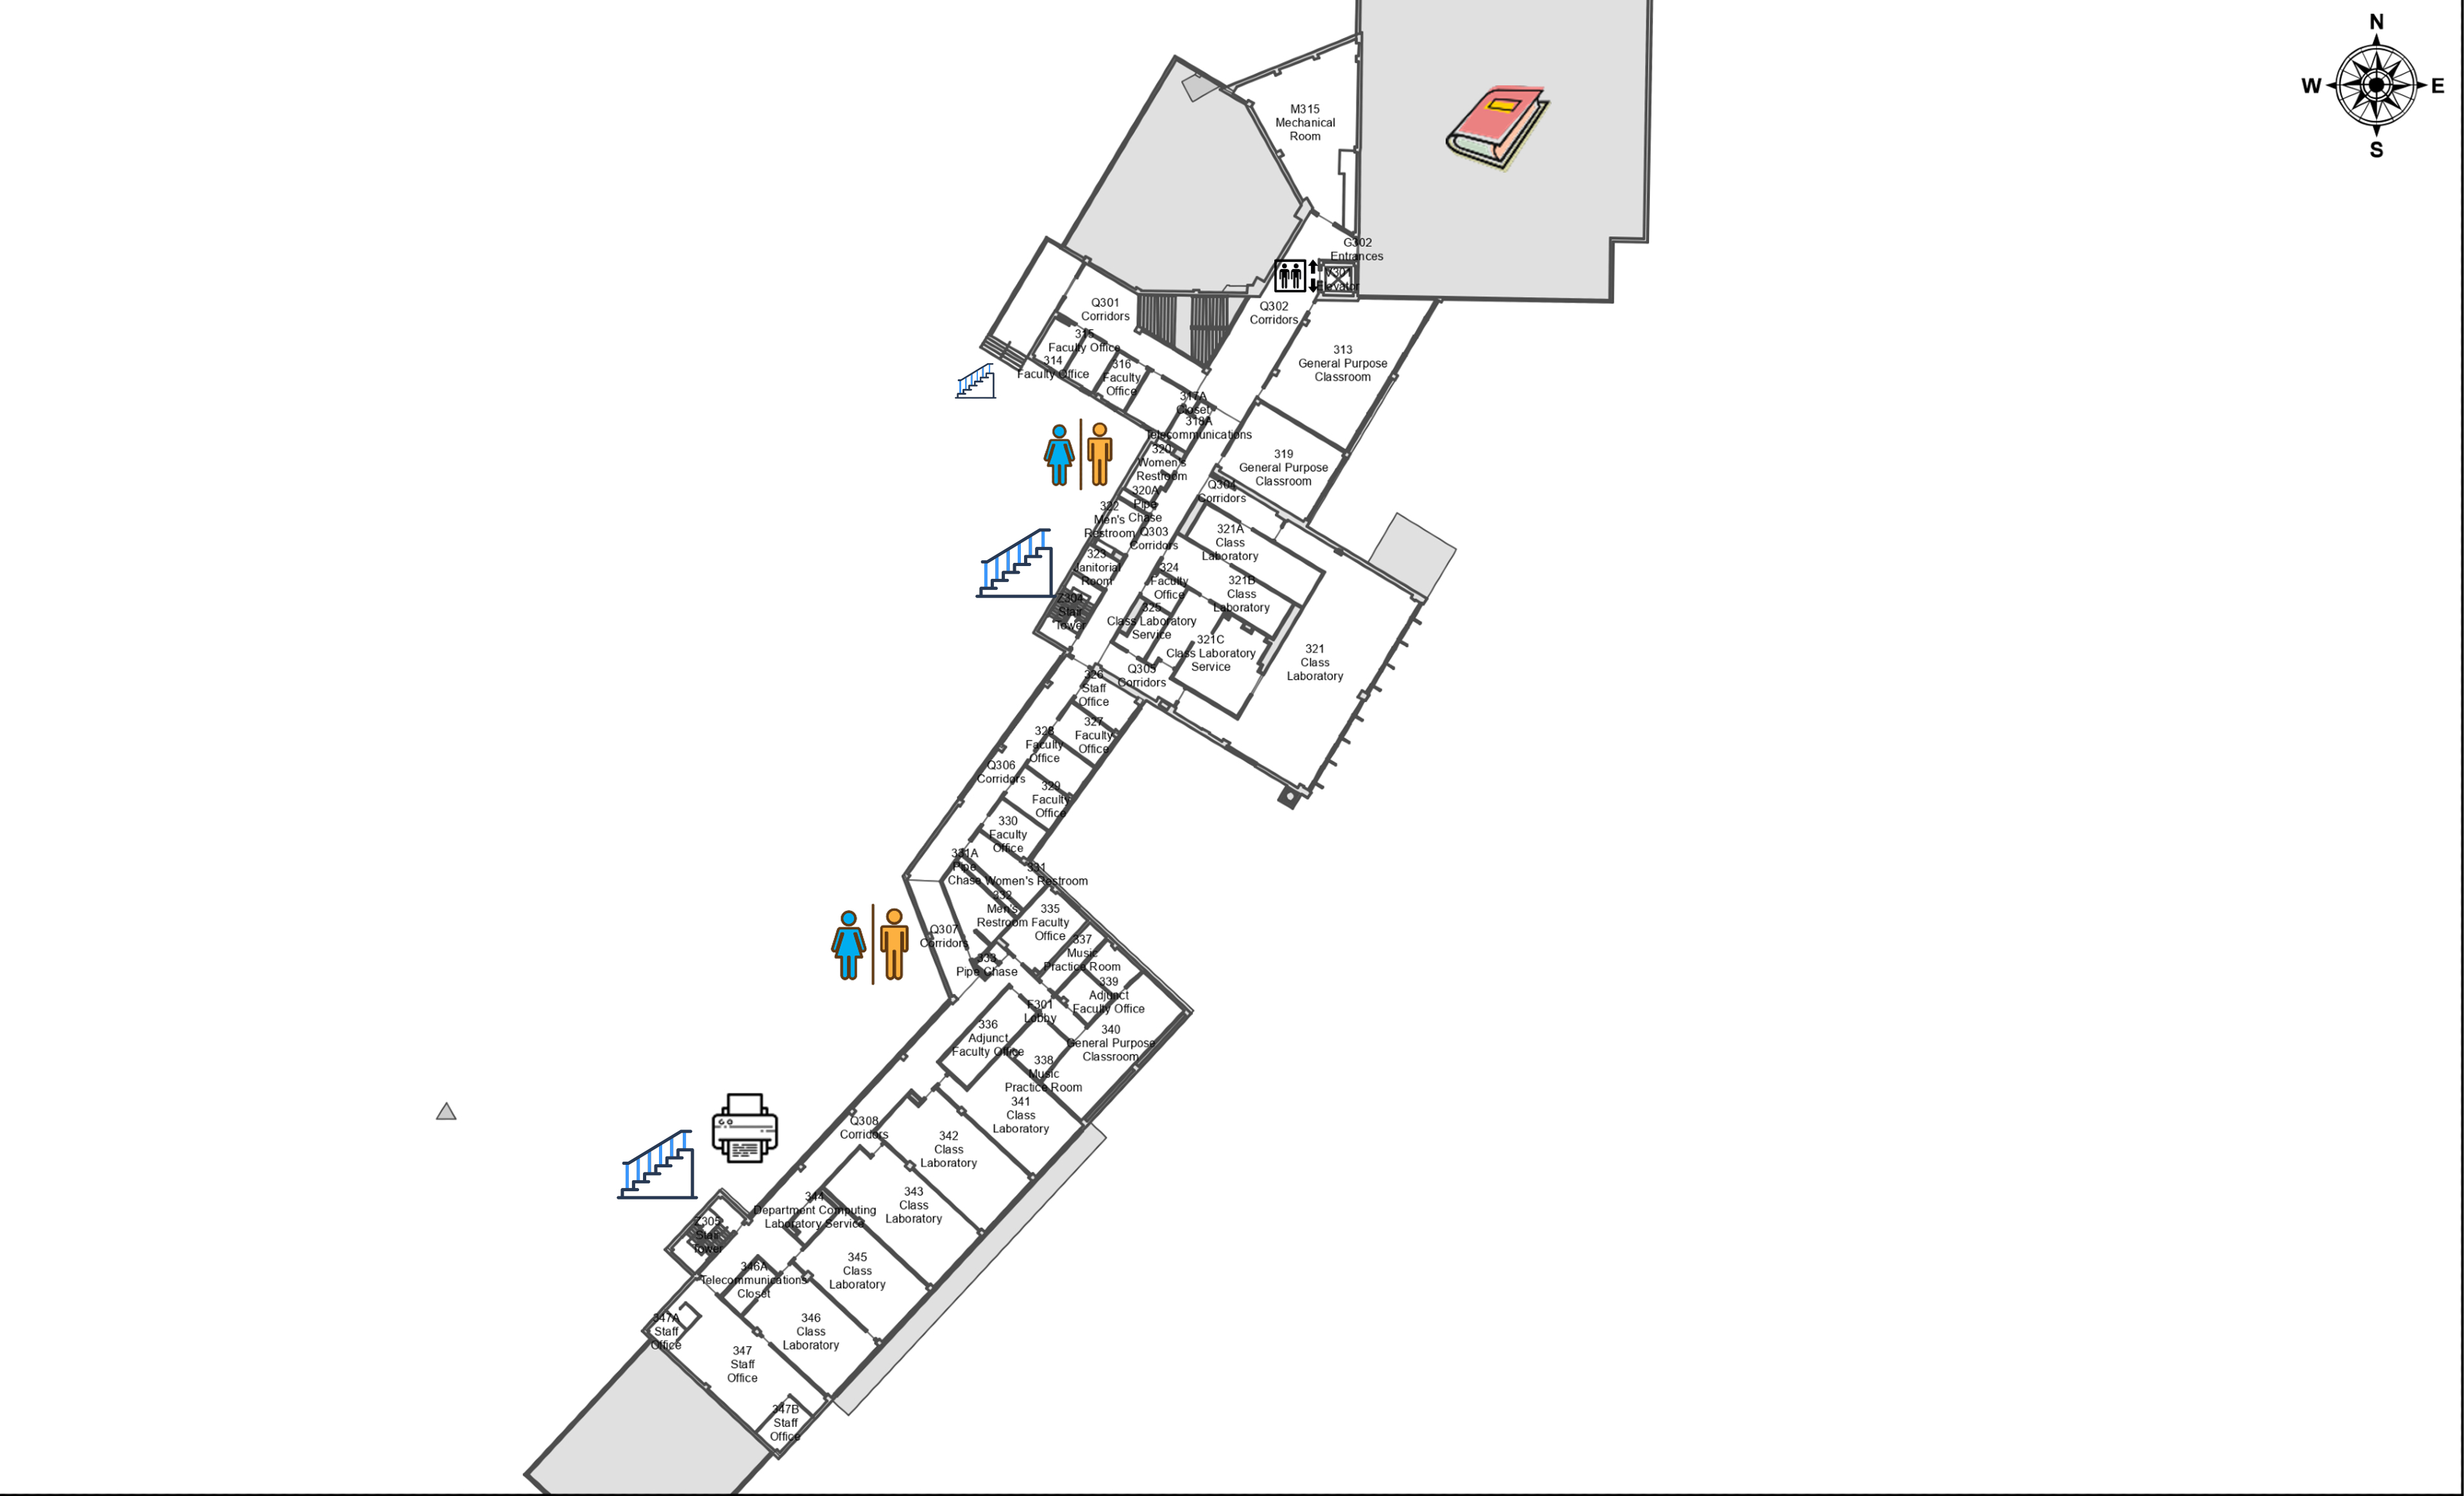 N
W
E
S
M315
Mechanical
Room
G302
Entrances
Z301
Elevator
Q301
Corridors
Q302
Corridors
315
Faculty Office
314
Faculty Office
316
Faculty
Office
313
General Purpose
Classroom
317A
Closet
318A
Telecommunications
320
Women's
Restroom
319
General Purpose
Classroom
320A
Pipe
Chase
Q304
Corridors
322
Men's
Restroom
Q303
Corridors
321A
Class
Laboratory
323
Janitorial
Room
324
Faculty
Office
321B
Class
Laboratory
Z304
Stair
Tower
325
Class Laboratory
Service
321C
Class Laboratory
Service
321
Class
Laboratory
326
Staff
Office
Q305
Corridors
327
Faculty
Office
328
Faculty
Office
Q306
Corridors
329
Faculty
Office
330
Faculty
Office
331A
Pipe
Chase
331
Women's Restroom
332
Men's
Restroom
335
Faculty
Office
Q307
Corridors
337
Music
Practice Room
333
Pipe Chase
339
Adjunct
Faculty Office
F301
Lobby
336
Adjunct
Faculty Office
340
General Purpose
Classroom
338
Music
Practice Room
341
Class
Laboratory
Q308
Corridors
342
Class
Laboratory
343
Class
Laboratory
344
Department Computing
Laboratory Service
Z305
Stair
Tower
345
Class
Laboratory
346A
Telecommunications
Closet
346
Class
Laboratory
347A
Staff
Office
347
Staff
Office
347B
Staff
Office